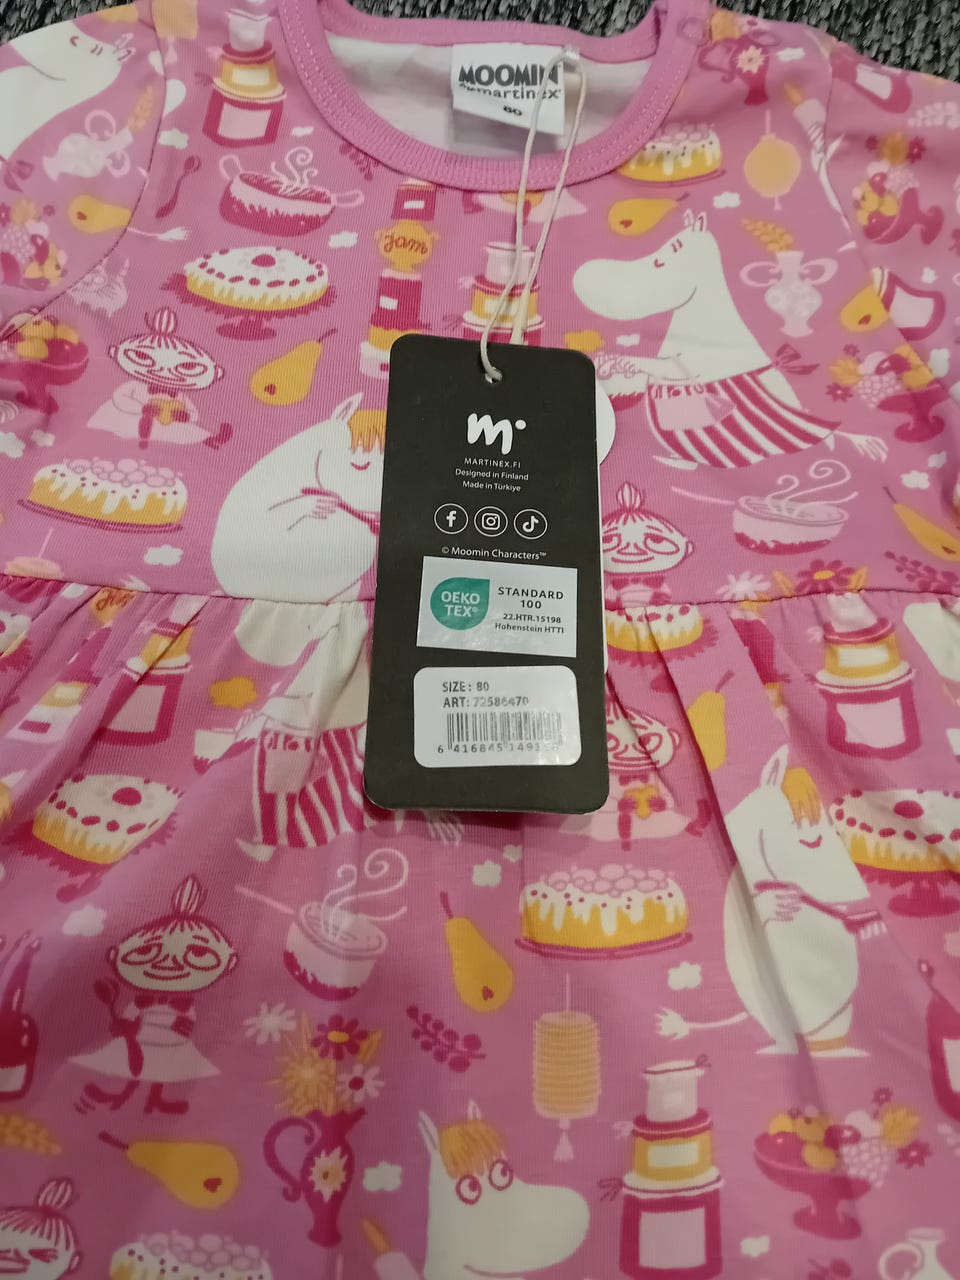 MOOMIN
by martinex
80
Jam
m
MARTINEX.FI
Designed in Finland
Made in Türkiye
© Moomin Characters™
OEKO
TEX®
STANDARD
100
22.HTR.15198
Hohenstein HTTI
SIZE : 80
ART: 72586470